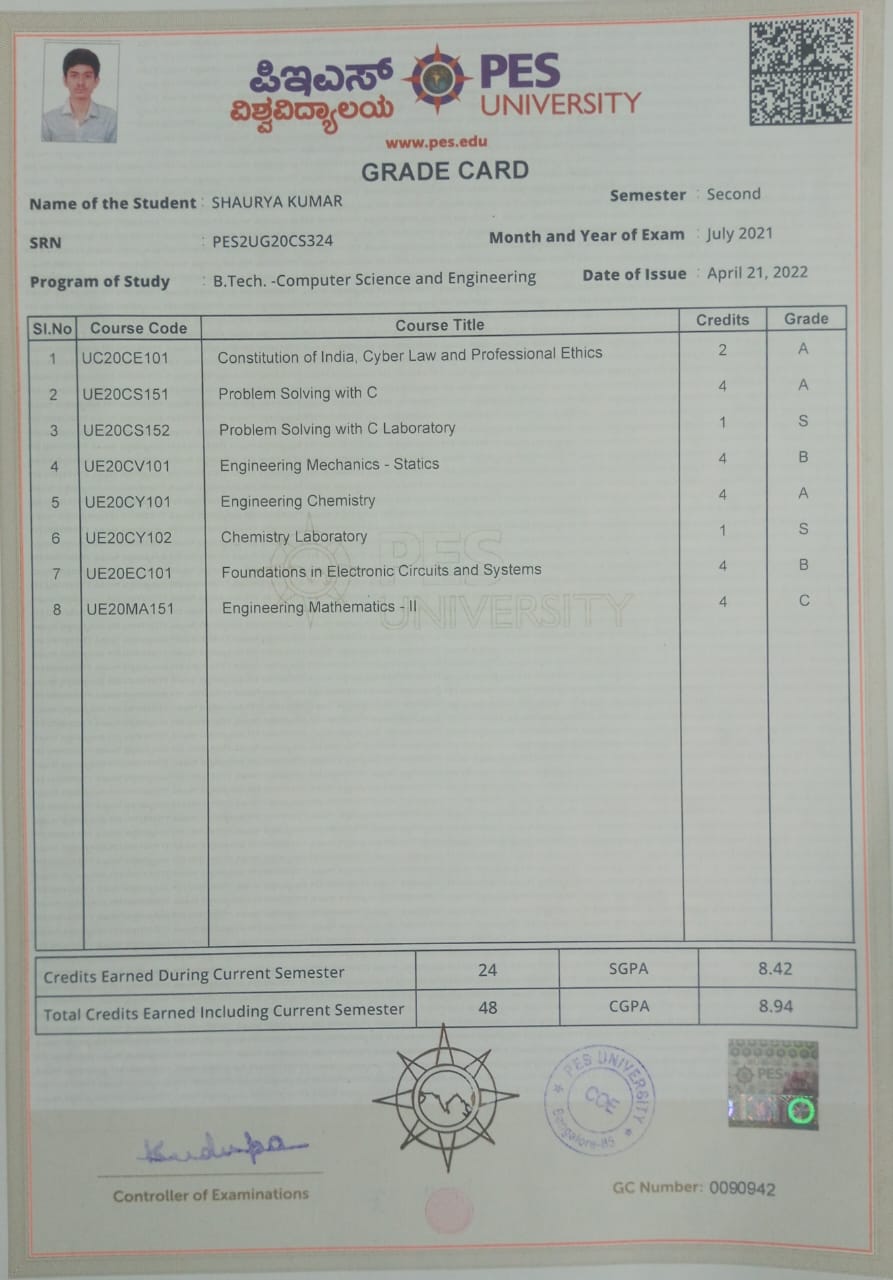 ಪಿಇಎಸ್ PES
ವಿಶ್ವವಿದ್ಯಾಲಯ UNIVERSITY
www.pes.edu
GRADE CARD
Name of the Student : SHAURYA KUMAR Semester : Second
SRN : PES2UG20CS324 Month and Year of Exam : July 2021
Program of Study : B.Tech. -Computer Science and Engineering Date of Issue : April 21, 2022
Sl.No Course Code Course Title Credits Grade
1 UC20CE101 Constitution of India, Cyber Law and Professional Ethics 2 A
2 UE20CS151 Problem Solving with C 4 A
3 UE20CS152 Problem Solving with C Laboratory 1 S
4 UE20CV101 Engineering Mechanics - Statics 4 B
5 UE20CY101 Engineering Chemistry 4 A
6 UE20CY102 Chemistry Laboratory 1 S
7 UE20EC101 Foundations in Electronic Circuits and Systems 4 B
8 UE20MA151 Engineering Mathematics - II 4 C
PES
UNIVERSITY
Credits Earned During Current Semester 24 SGPA 8.42
Total Credits Earned Including Current Semester 48 CGPA 8.94
PES UNIVERSITY
COE
Bangalore-85
PES
Controller of Examinations
GC Number: 0090942